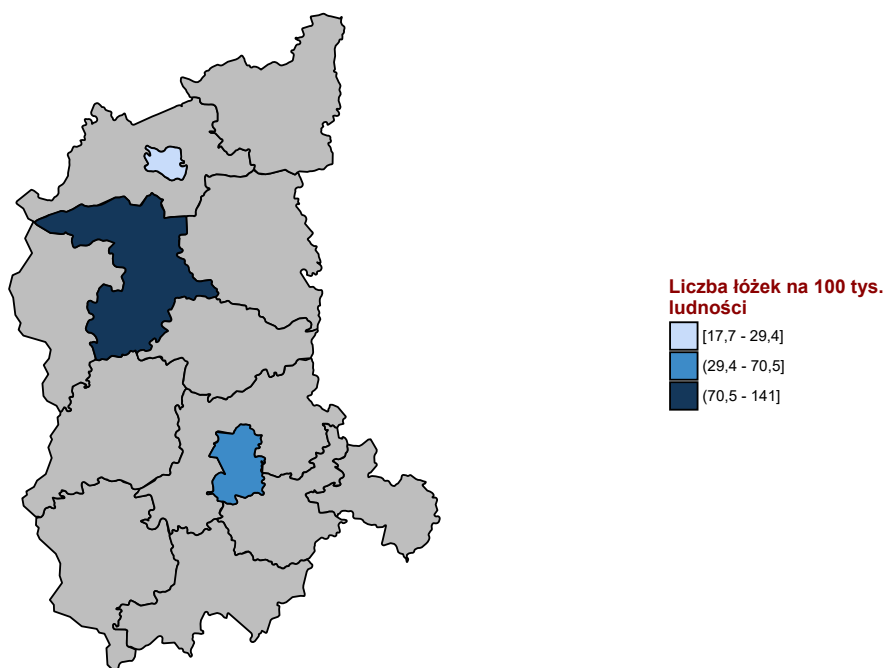 Liczba łóżek na 100 tys.
ludności
[17,7 - 29,4]
(29,4 - 70,5]
(70,5 - 141]